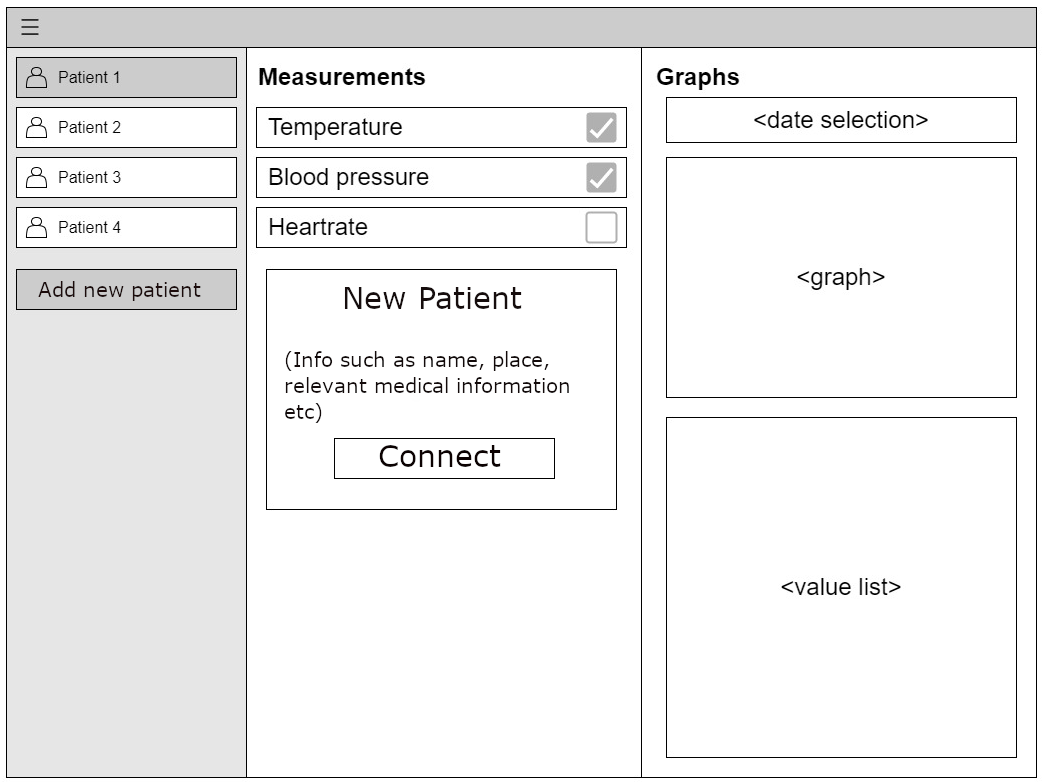 Patient 1
Patient 2
Patient 3
Patient 4
Add new patient
Measurements
Temperature
Blood pressure
Heartrate
New Patient
(Info such as name, place,
relevant medical information
etc)
Connect
Graphs
<date selection>
<graph>
<value list>